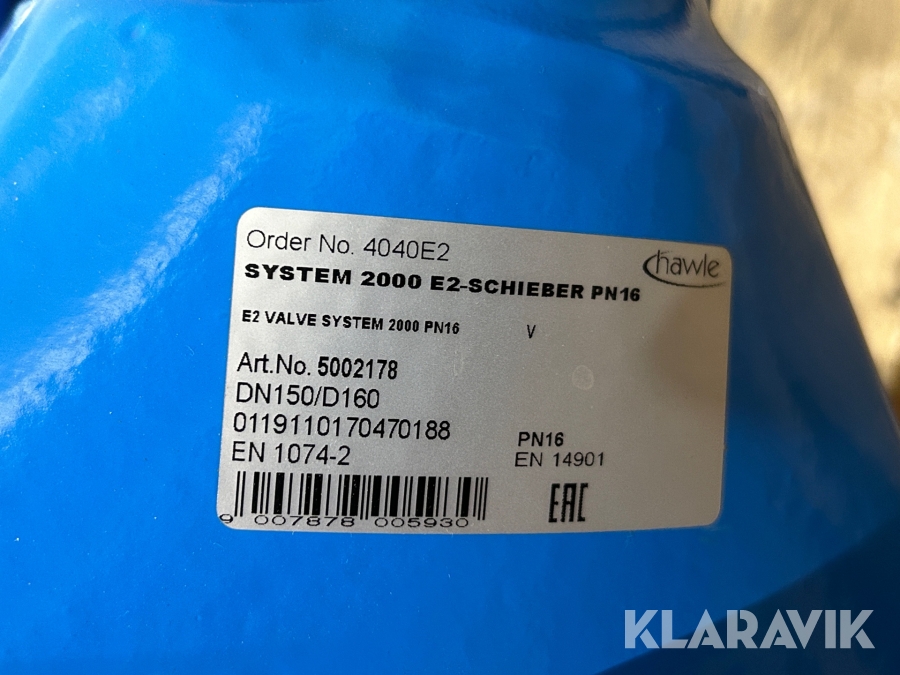 Order No. 4040E2
hawle
SYSTEM 2000 E2-SCHIEBER PN16
E2 VALVE SYSTEM 2000 PN16 V
Art.No. 5002178
DN150/D160
0119110170470188
PN16
EN 1074-2
EN 14901
EAC
9 007878 005930
KLARAVIK